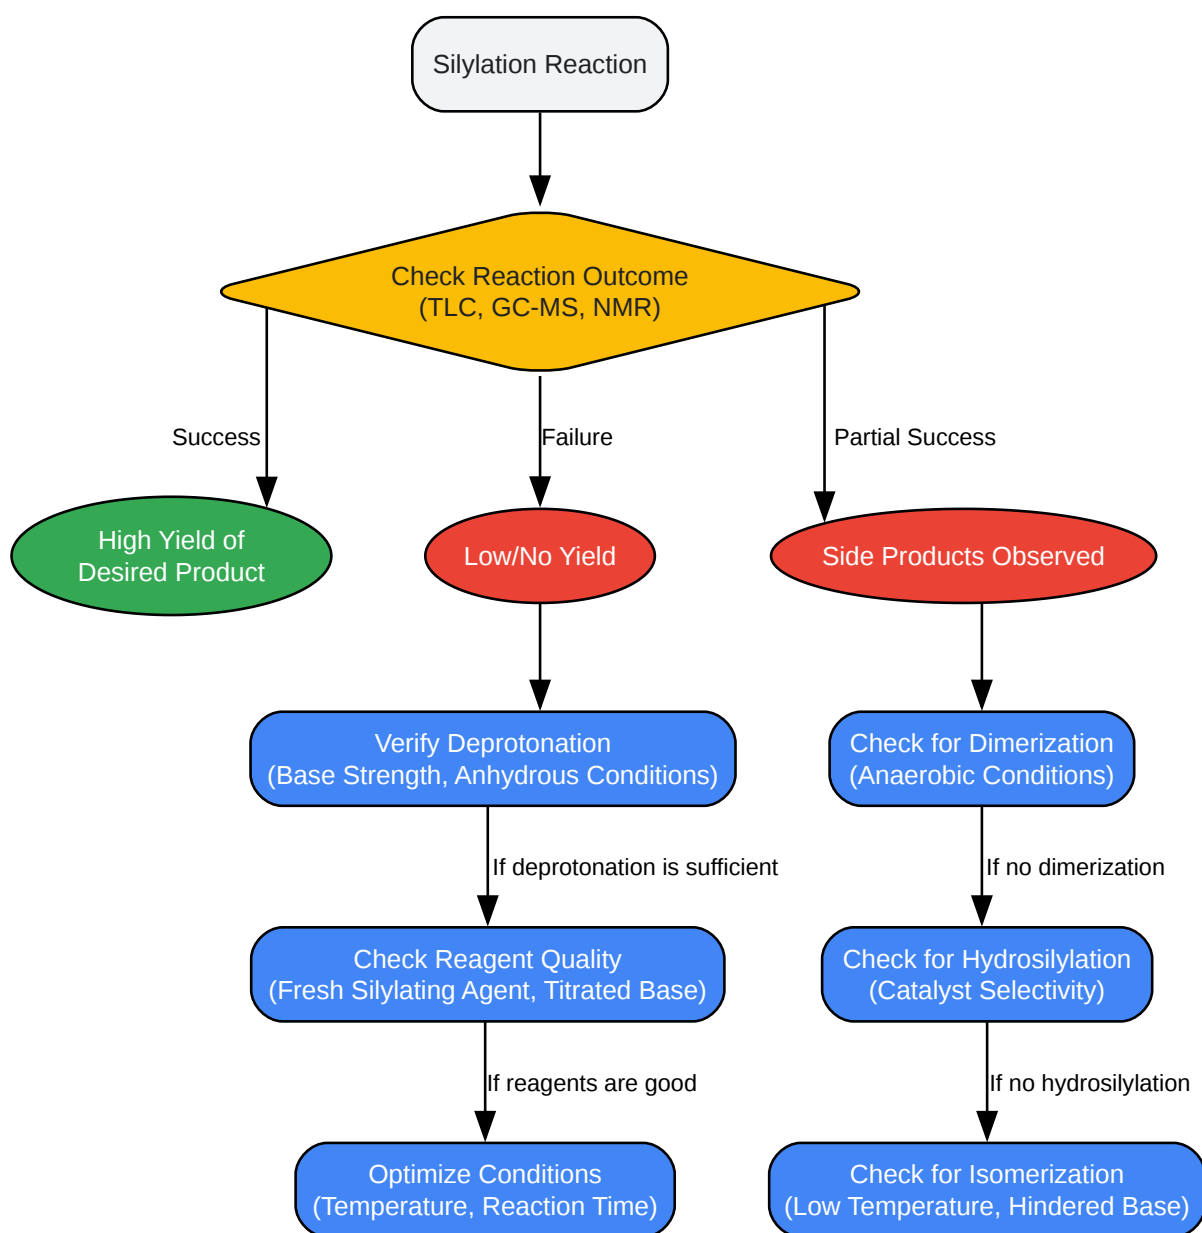 Silylation Reaction
Check Reaction Outcome
(TLC, GC-MS, NMR)
Success
Failure
Partial Success
High Yield of
Desired Product
Low/No Yield
Side Products Observed
Verify Deprotonation
(Base Strength, Anhydrous Conditions)
Check for Dimerization
(Anaerobic Conditions)
If deprotonation is sufficient
If no dimerization
Check Reagent Quality
(Fresh Silylating Agent, Titrated Base)
Check for Hydrosilylation
(Catalyst Selectivity)
If reagents are good
If no hydrosilylation
Optimize Conditions
(Temperature, Reaction Time)
Check for Isomerization
(Low Temperature, Hindered Base)